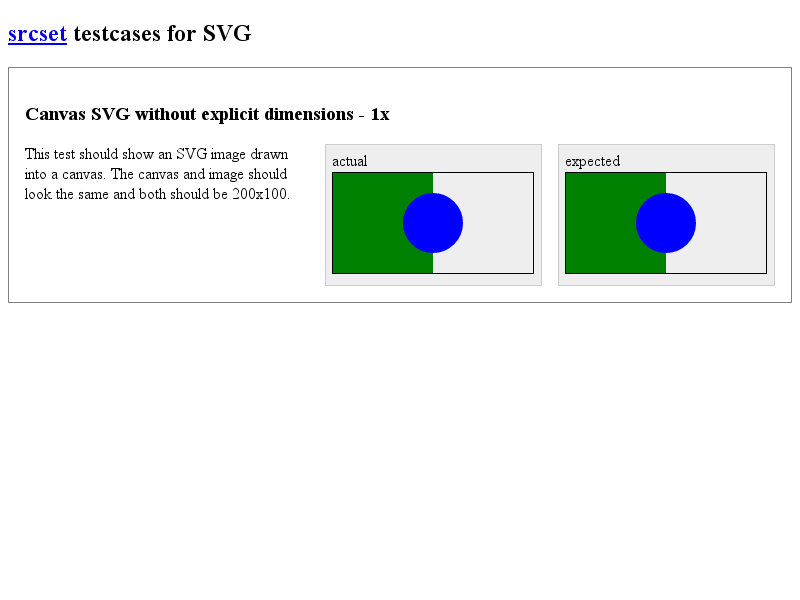 srcset testcases for SVG
Canvas SVG without explicit dimensions - 1x
This test should show an SVG image drawn
into a canvas. The canvas and image should
look the same and both should be 200x100.
actual
expected